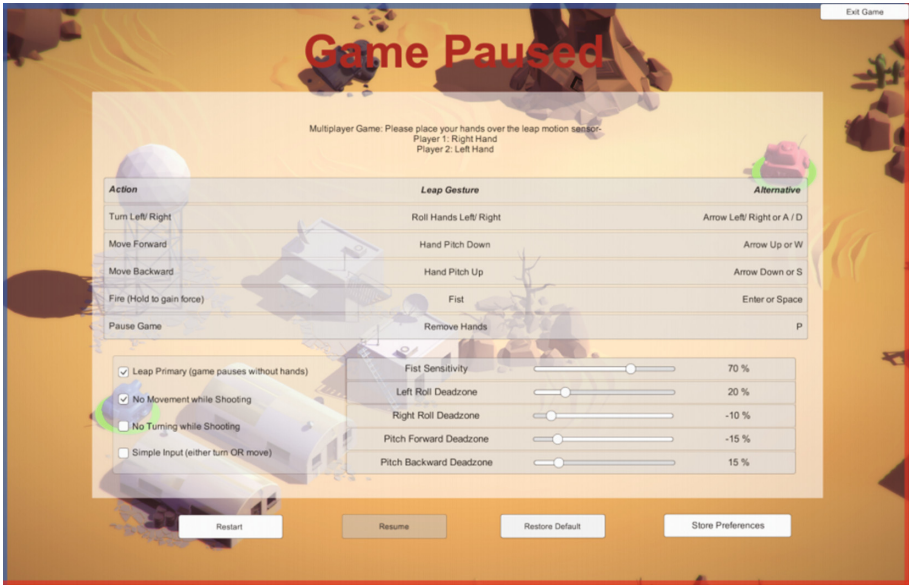 Exit Game
Game Paused
Multiplayer Game: Please place your hands over the leap motion sensor-
Player 1: Right Hand
Player 2: Left Hand
Action Leap Gesture Alternative
Turn Left/ Right Roll Hands Left/ Right Arrow Left/ Right or A / D
Move Forward Hand Pitch Down Arrow Up or W
Move Backward Hand Pitch Up Arrow Down or S
Fire (Hold to gain force) Fist Enter or Space
Pause Game Remove Hands P
Leap Primary (game pauses without hands)
No Movement while Shooting
No Turning while Shooting
Simple Input (either turn OR move)
Fist Sensitivity 70 %
Left Roll Deadzone 20 %
Right Roll Deadzone -10 %
Pitch Forward Deadzone -15 %
Pitch Backward Deadzone 15 %
Restart Resume Restore Default Store Preferences